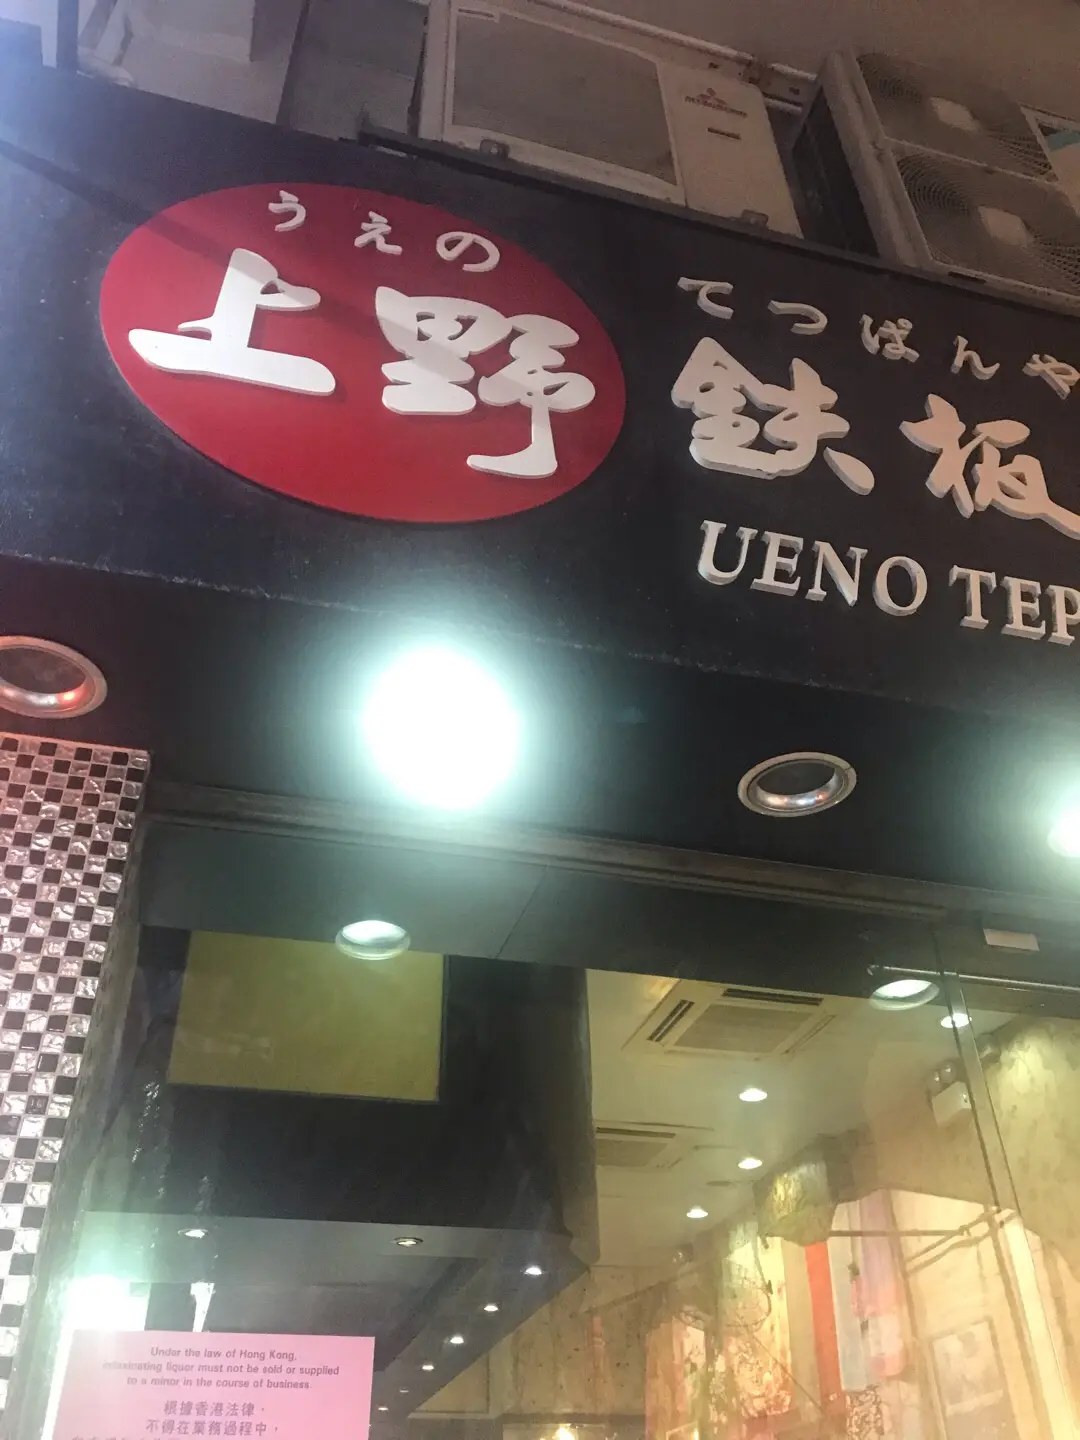 うえの
上野
てつぱんや
鉄板
UENO TEP
MITSUBISHI
Under the law of Hong Kong,
intoxicating liquor must not be sold or supplied
to a minor in the course of business.
根據香港法律，
不得在業務過程中，